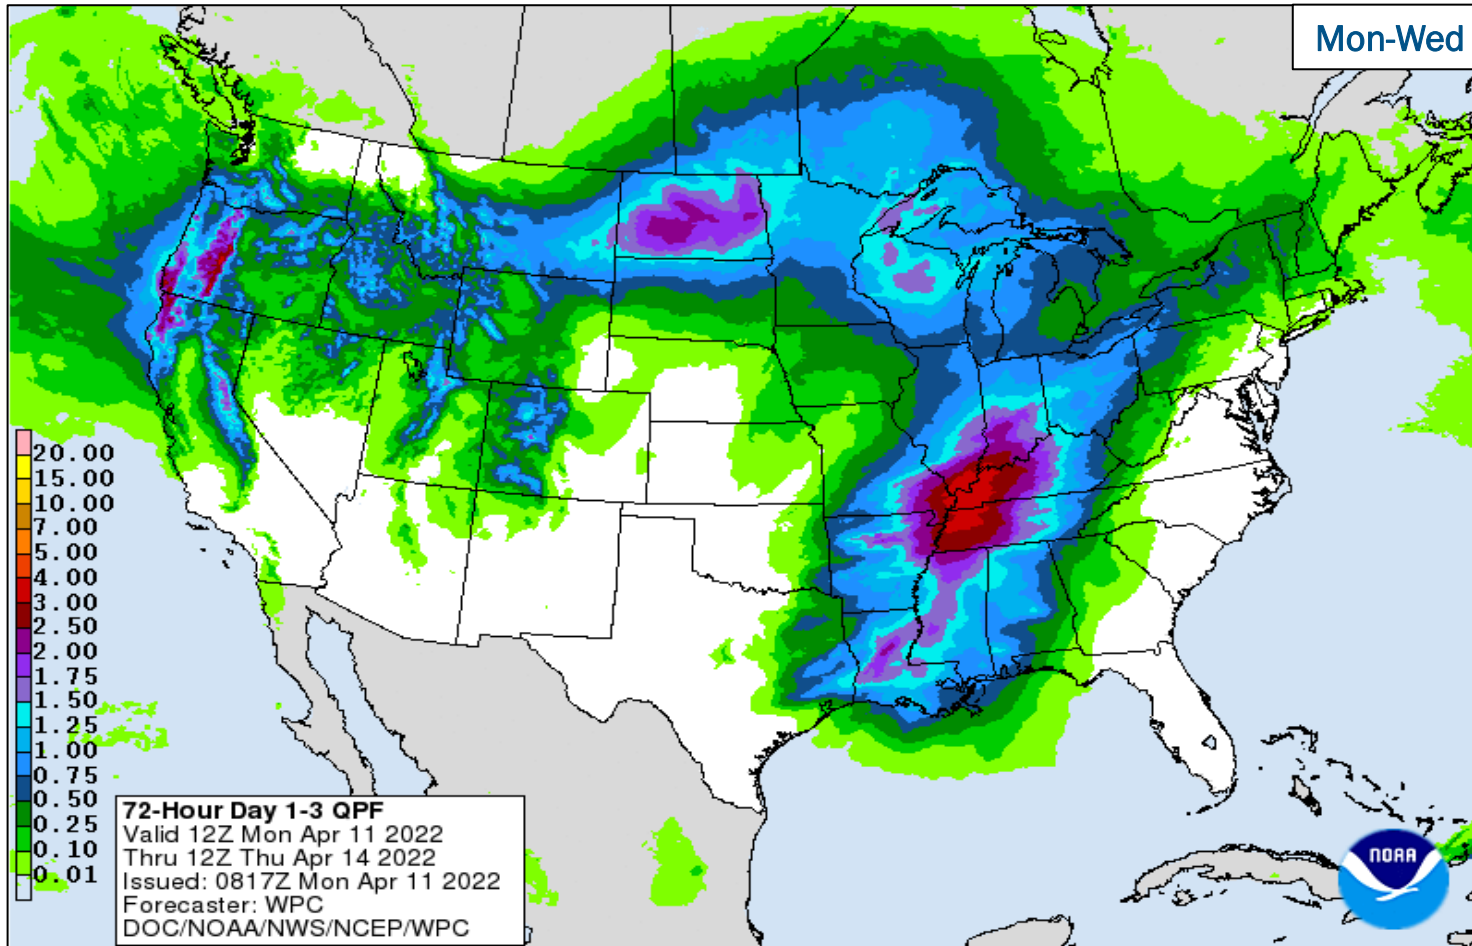 Mon-Wed
20.00
15.00
10.00
7.00
5.00
4.00
3.00
2.50
2.00
1.75
1.50
1.25
1.00
0.75
0.50
0.25
0.10
0.01
72-Hour Day 1-3 QPF
Valid 12Z Mon Apr 11 2022
Thru 12Z Thu Apr 14 2022
Issued: 0817Z Mon Apr 11 2022
Forecaster: WPC
DOC/NOAA/NWS/NCEP/WPC
NOAA